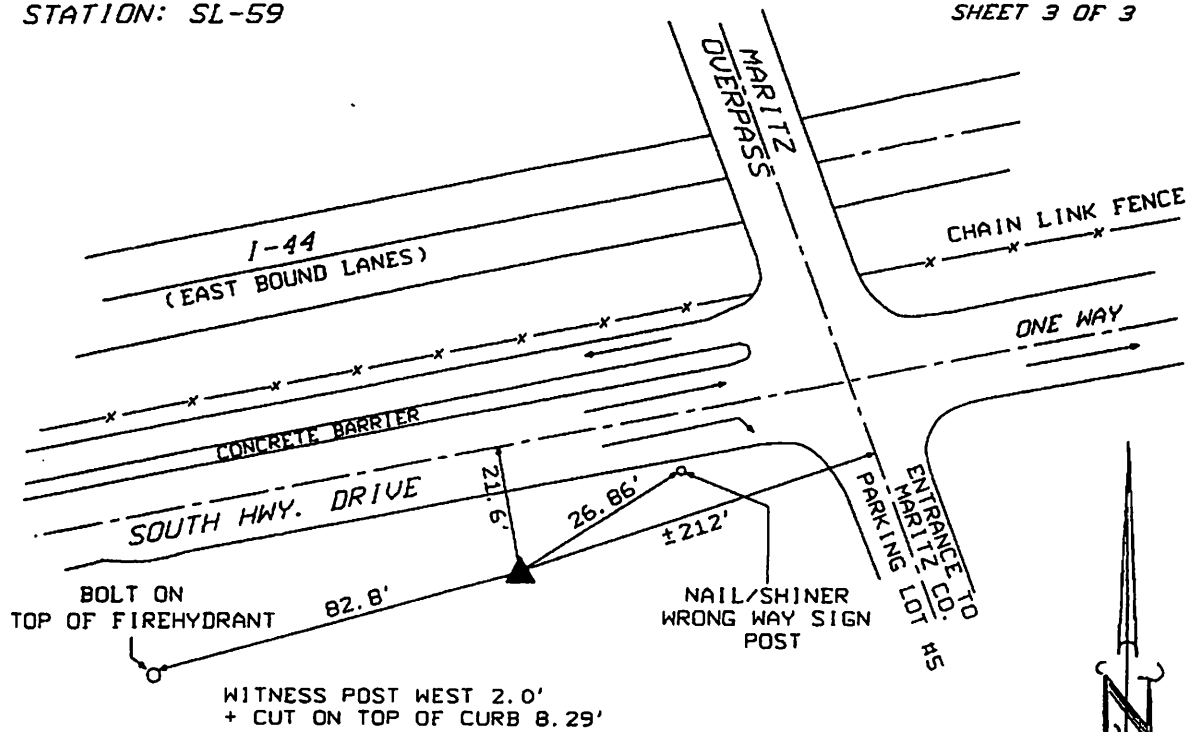 STATION: SL-59
SHEET 3 OF 3
MARITZ
OVERPASS
I-44
(EAST BOUND LANES)
CHAIN LINK FENCE
ONE WAY
CONCRETE BARRIER
SOUTH HWY. DRIVE
21.6'
26.86'
±212'
ENTRANCE TO
MARITZ CO.
PARKING LOT #5
BOLT ON
TOP OF FIREHYDRANT
82.8'
NAIL/SHINER
WRONG WAY SIGN
POST
WITNESS POST WEST 2.0'
+ CUT ON TOP OF CURB 8.29'
N